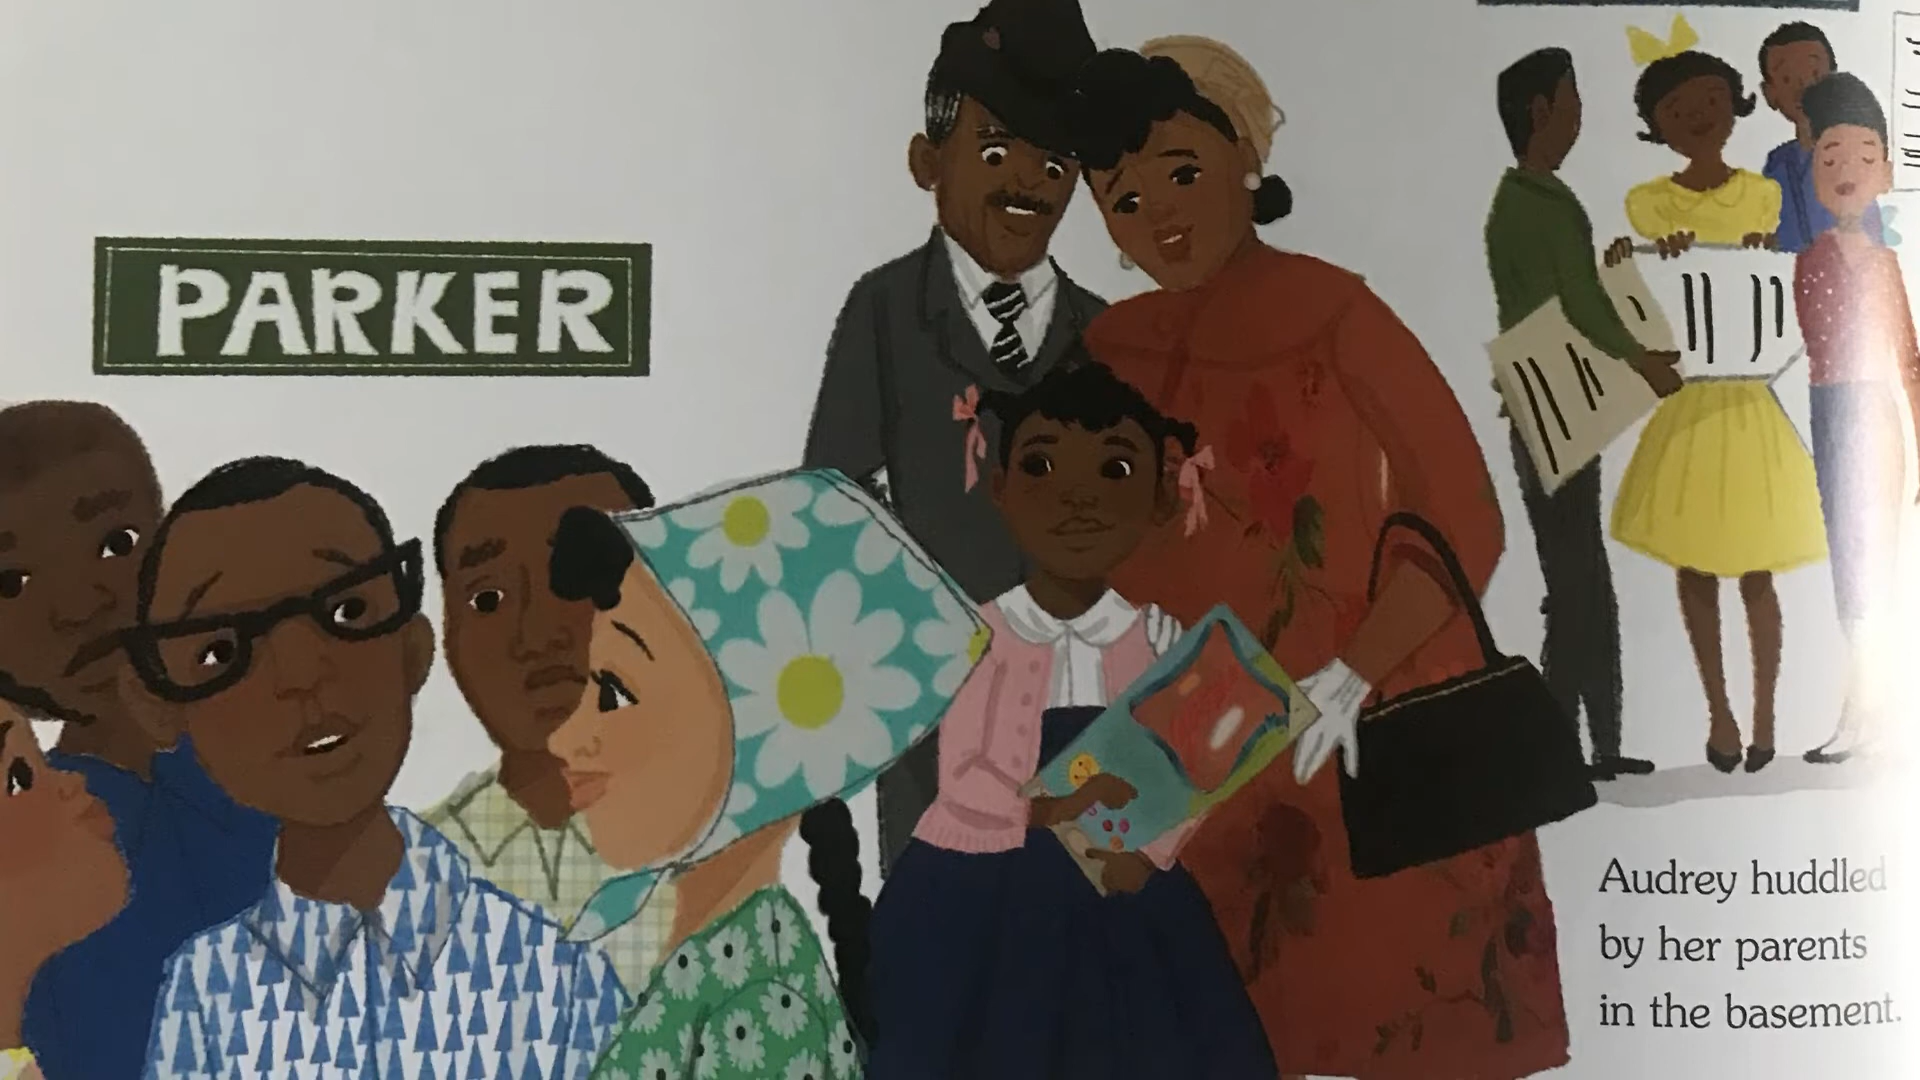 PARKER
Audrey huddled
by her parents
in the basement.